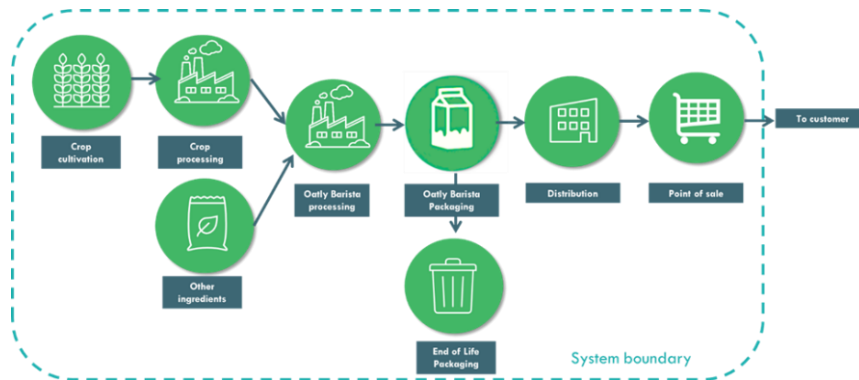 Crop
cultivation
Crop
processing
Oatly Barista
processing
Oatly Barista
Packaging
Distribution
Point of sale
To customer
Other
ingredients
End of Life
Packaging
System boundary